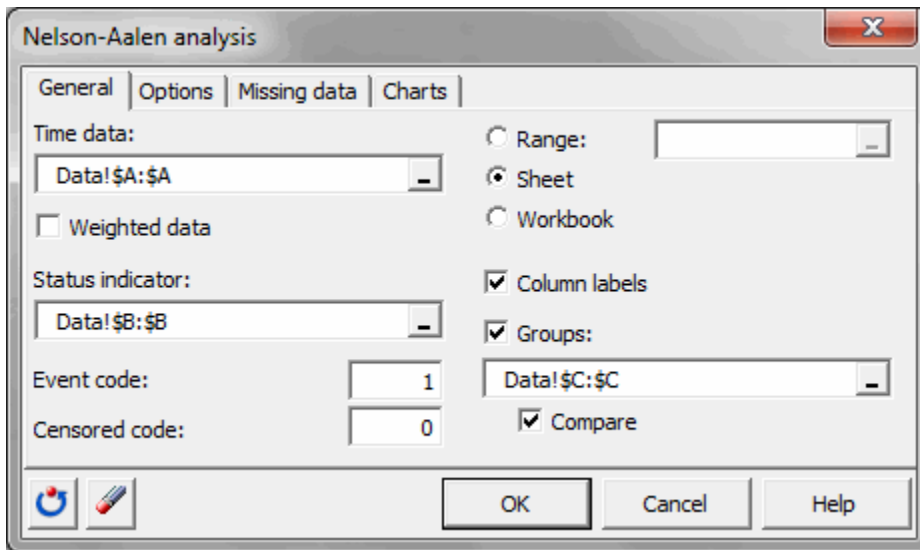 Nelson-Aalen analysis
General Options Missing data Charts
Time data:
Data!$A:$A
Weighted data
Status indicator:
Data!$B:$B
Event code: 1
Censored code: 0
Range:
Sheet
Workbook
Column labels
Groups:
Data!$C:$C
Compare
OK Cancel Help